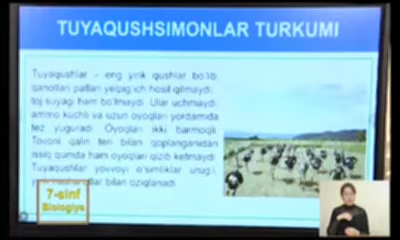 TUYAQUSHSIMONLAR TURKUMI
Tuyaqushlar – eng yirik qushlar bo'lib,
qanotlari patlari yelpig'ich hosil qilmaydi,
toj suyagi ham bo'lmaydi. Ular uchmaydi,
ammo kuchli va uzun oyoqlari yordamida
tez yuguradi. Oyoqlari ikki barmoqli.
Tovoni qalin teri bilan qoplanganidan
issiq qumda ham oyoqlari qizib ketmaydi.
Tuyaqushlar yovvoyi o'simliklar urug'i,
hasharotlar bilan oziqlanadi.
7-sinf
Biologiya